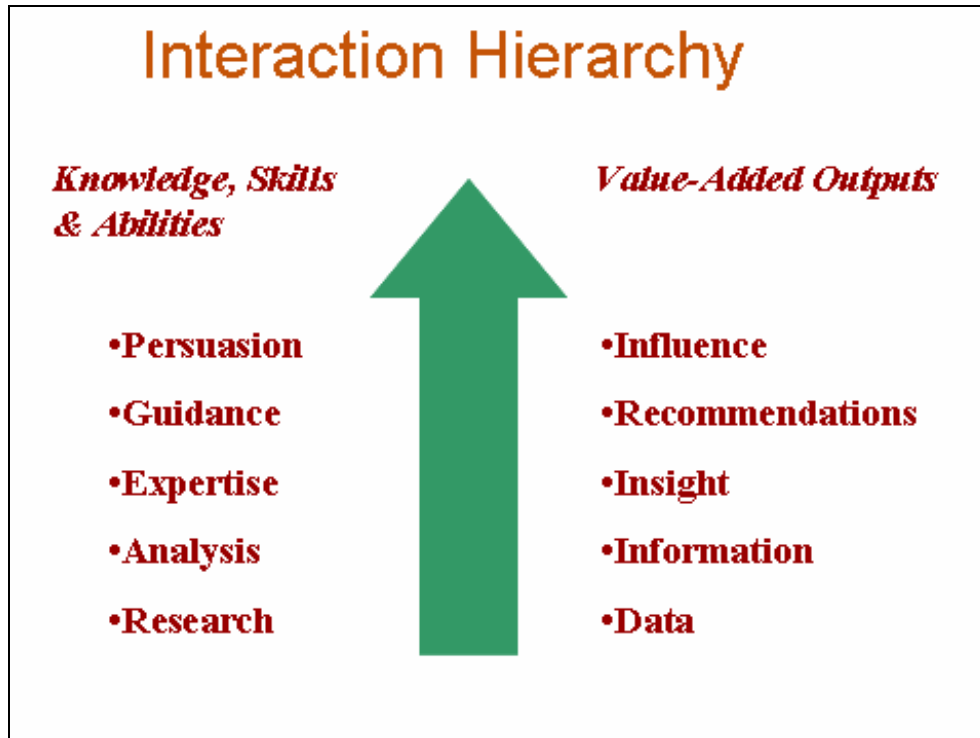 Interaction Hierarchy
Knowledge, Skills
& Abilities
•Persuasion
•Guidance
•Expertise
•Analysis
•Research
Value-Added Outputs
•Influence
•Recommendations
•Insight
•Information
•Data